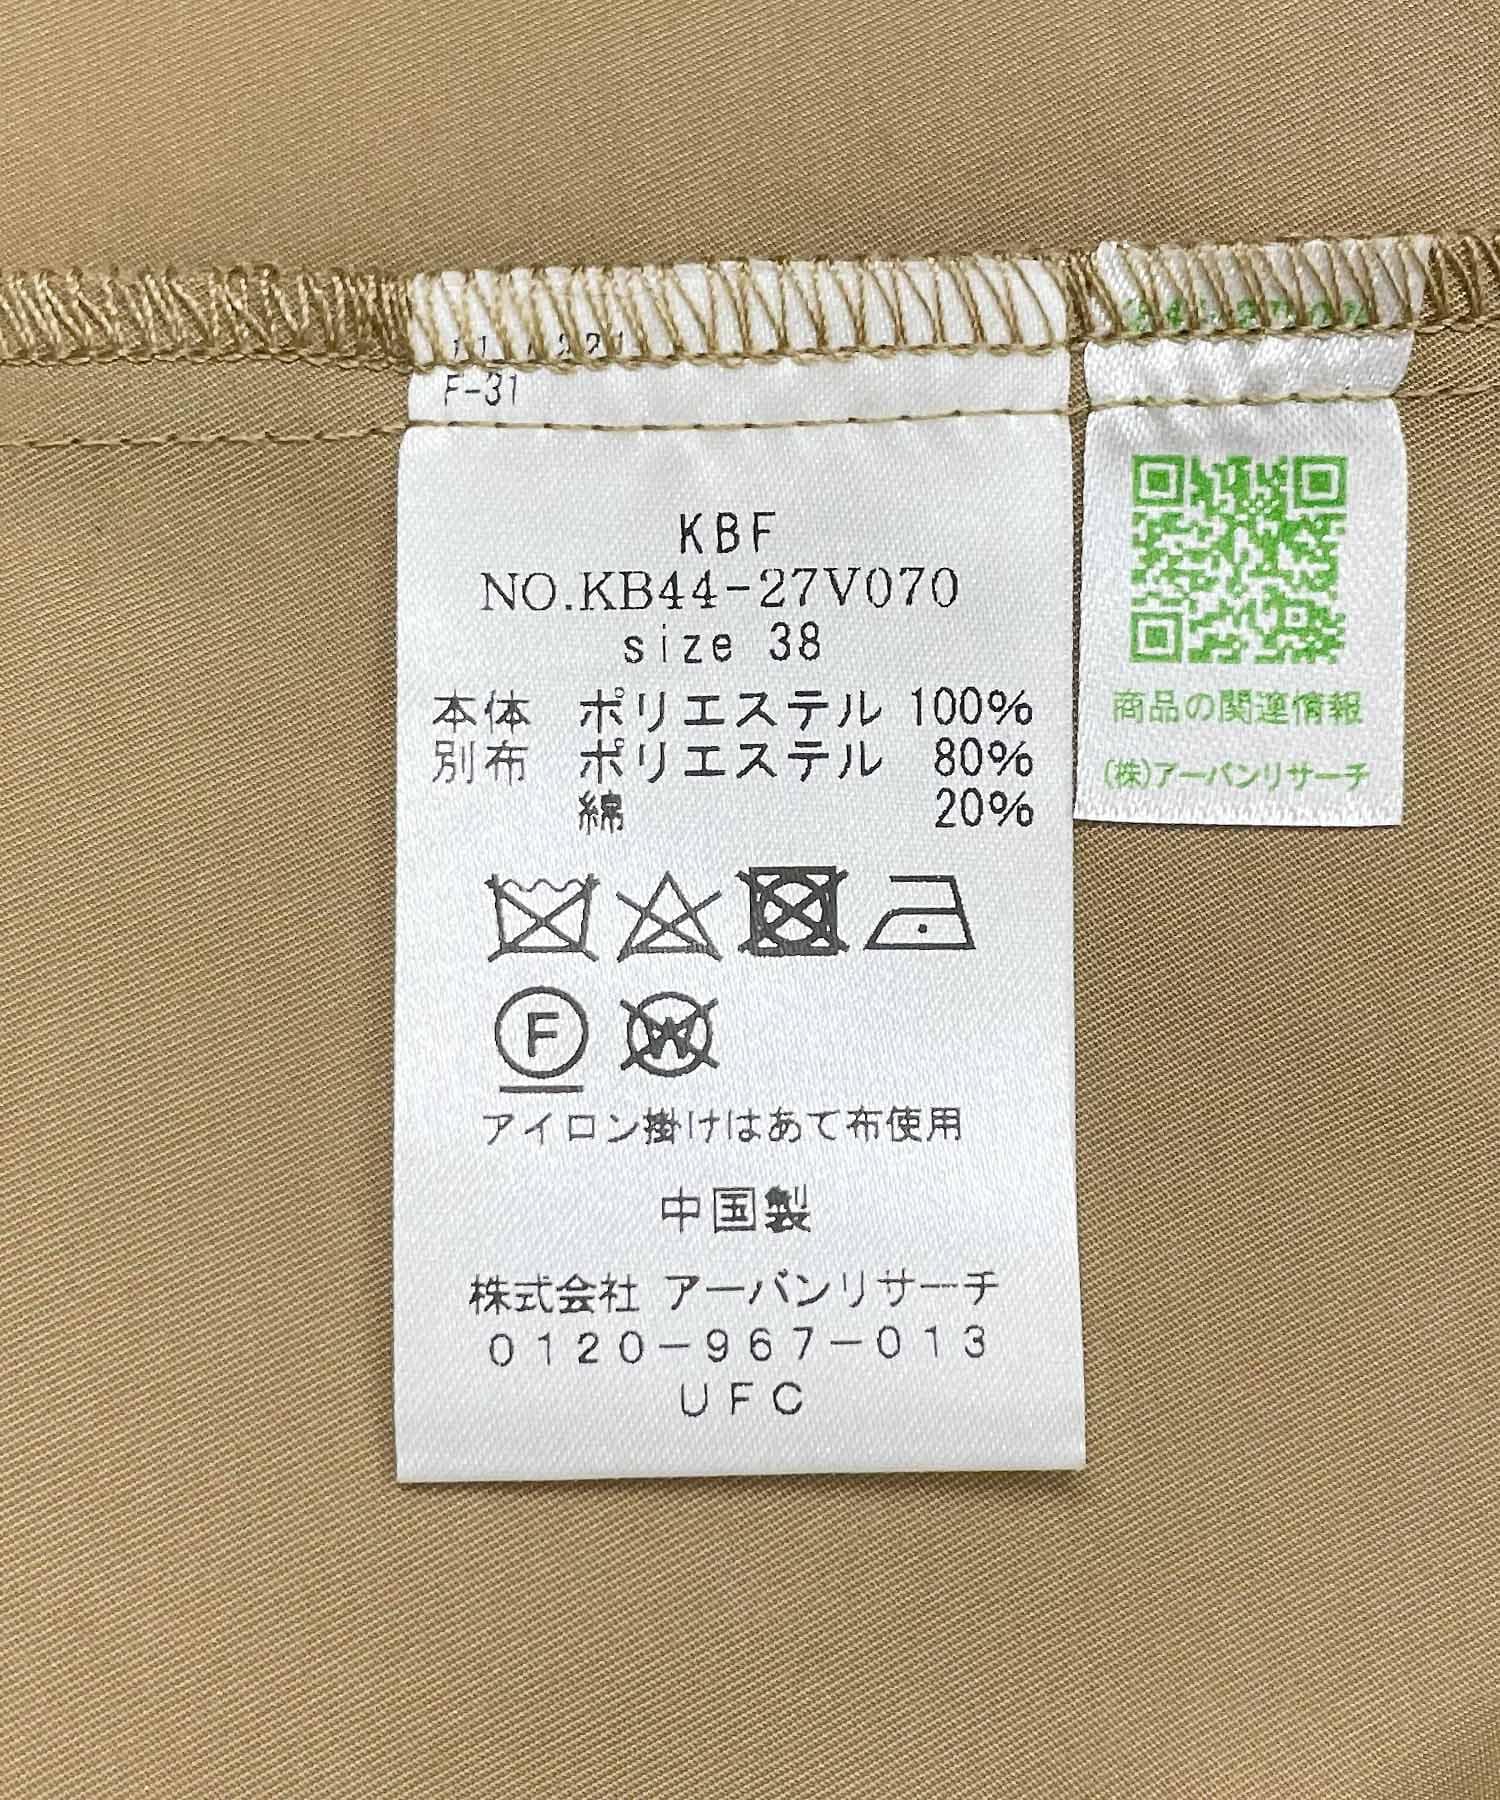 F-31
KBF
NO.KB44-27V070
size 38
本体 ポリエステル 100%
別布 ポリエステル 80%
綿 20%
F
W
アイロン掛けはあて布使用
中国製
株式会社 アーバンリサーチ
0120-967-013
UFC
商品の関連情報
(株)アーバンリサーチ